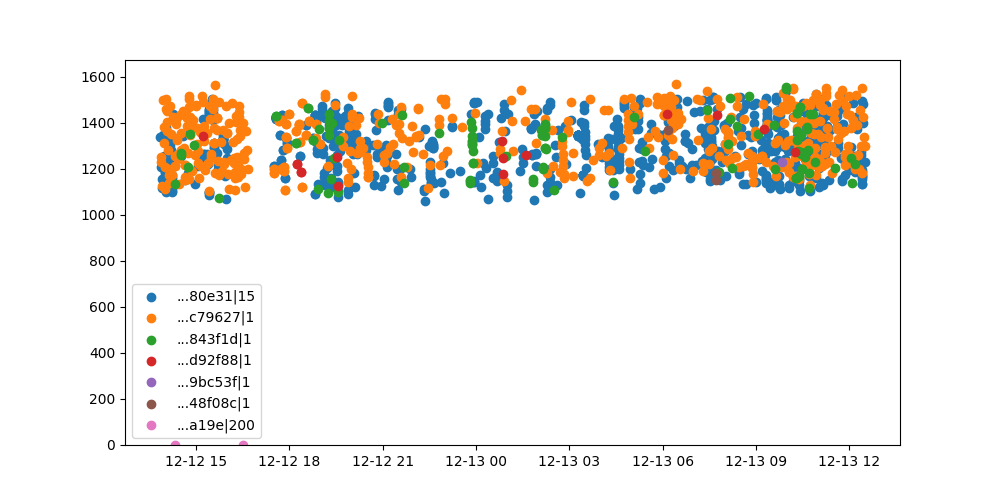 1600
1400
1200
1000
800
600
400
200
0
...80e31|15
...c79627|1
...843f1d|1
...d92f88|1
...9bc53f|1
...48f08c|1
...a19e|200
12-12 15
12-12 18
12-12 21
12-13 00
12-13 03
12-13 06
12-13 09
12-13 12